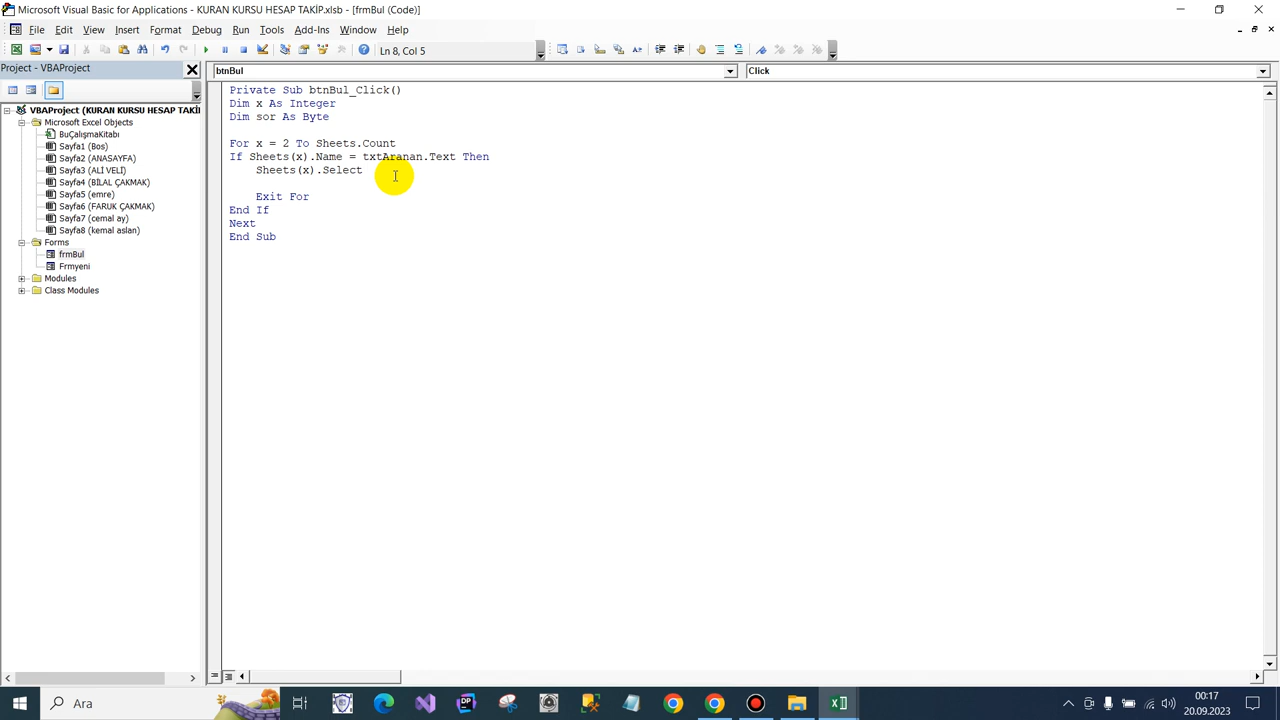 Microsoft Visual Basic for Applications - KURAN KURSU HESAP TAKİP.xlsb - [frmBul (Code)]
File Edit View Insert Format Debug Run Tools Add-Ins Window Help
Ln 8, Col 5
Project - VBAProject
btnBul
Click
VBAProject (KURAN KURSU HESAP TAKİ
Microsoft Excel Objects
BuÇalışmaKitabı
Sayfa1 (Bos)
Sayfa2 (ANASAYFA)
Sayfa3 (ALİ VELİ)
Sayfa4 (BİLAL ÇAKMAK)
Sayfa5 (emre)
Sayfa6 (FARUK ÇAKMAK)
Sayfa7 (cemal ay)
Sayfa8 (kemal aslan)
Forms
frmBul
Frmyeni
Modules
Class Modules
Private Sub btnBul_Click()
Dim x As Integer
Dim sor As Byte
For x = 2 To Sheets.Count
If Sheets(x).Name = txtAranan.Text Then
Sheets(x).Select
Exit For
End If
Next
End Sub
Ara
DP
00:17
20.09.2023